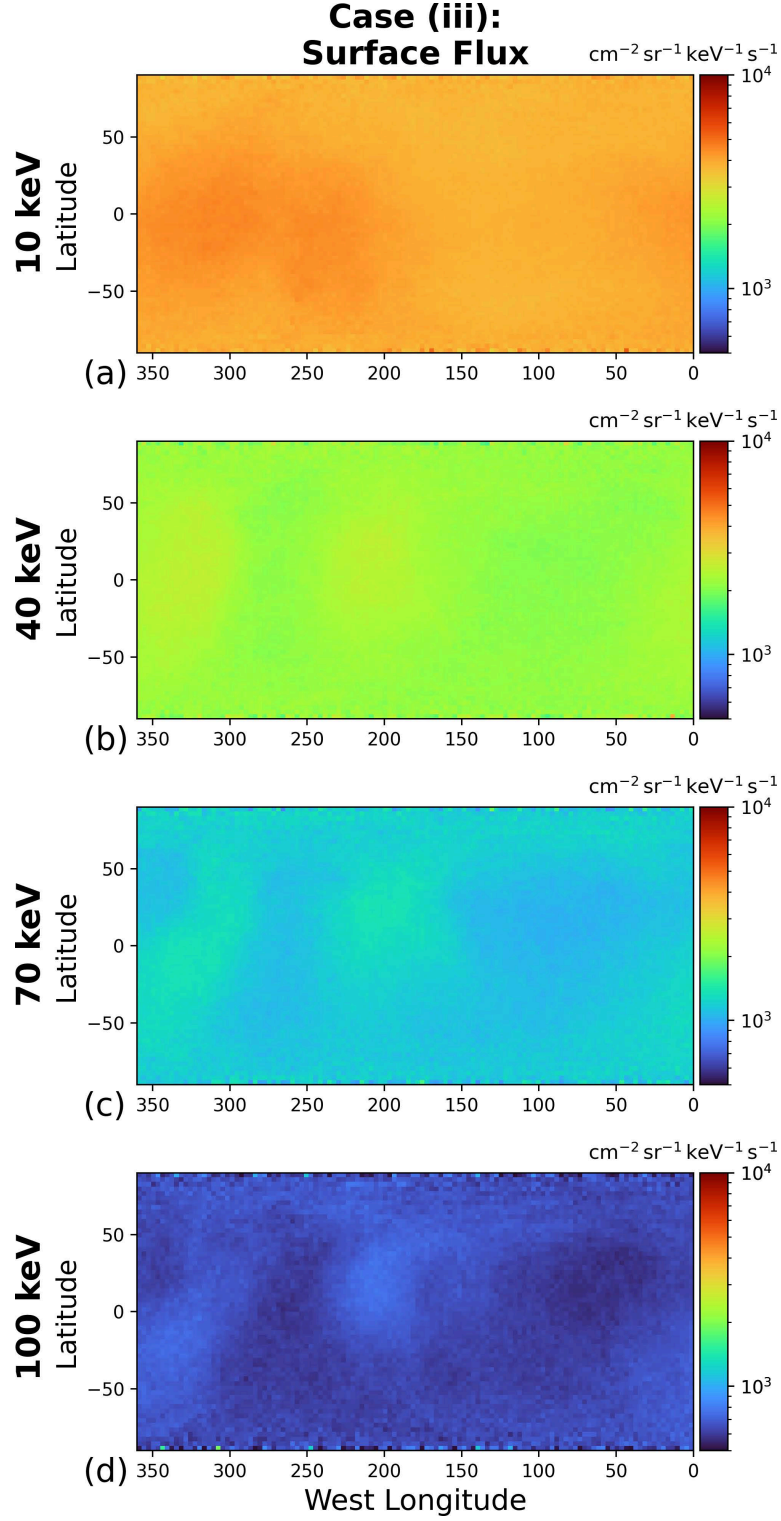 Case (iii):
Surface Flux
cm⁻² sr⁻¹ keV⁻¹ s⁻¹
10 keV
Latitude
50
0
−50
10⁴
10³
(a)
350 300 250 200 150 100 50 0
cm⁻² sr⁻¹ keV⁻¹ s⁻¹
40 keV
Latitude
50
0
−50
10⁴
10³
(b)
350 300 250 200 150 100 50 0
cm⁻² sr⁻¹ keV⁻¹ s⁻¹
70 keV
Latitude
50
0
−50
10⁴
10³
(c)
350 300 250 200 150 100 50 0
cm⁻² sr⁻¹ keV⁻¹ s⁻¹
100 keV
Latitude
50
0
−50
10⁴
10³
(d)
350 300 250 200 150 100 50 0
West Longitude